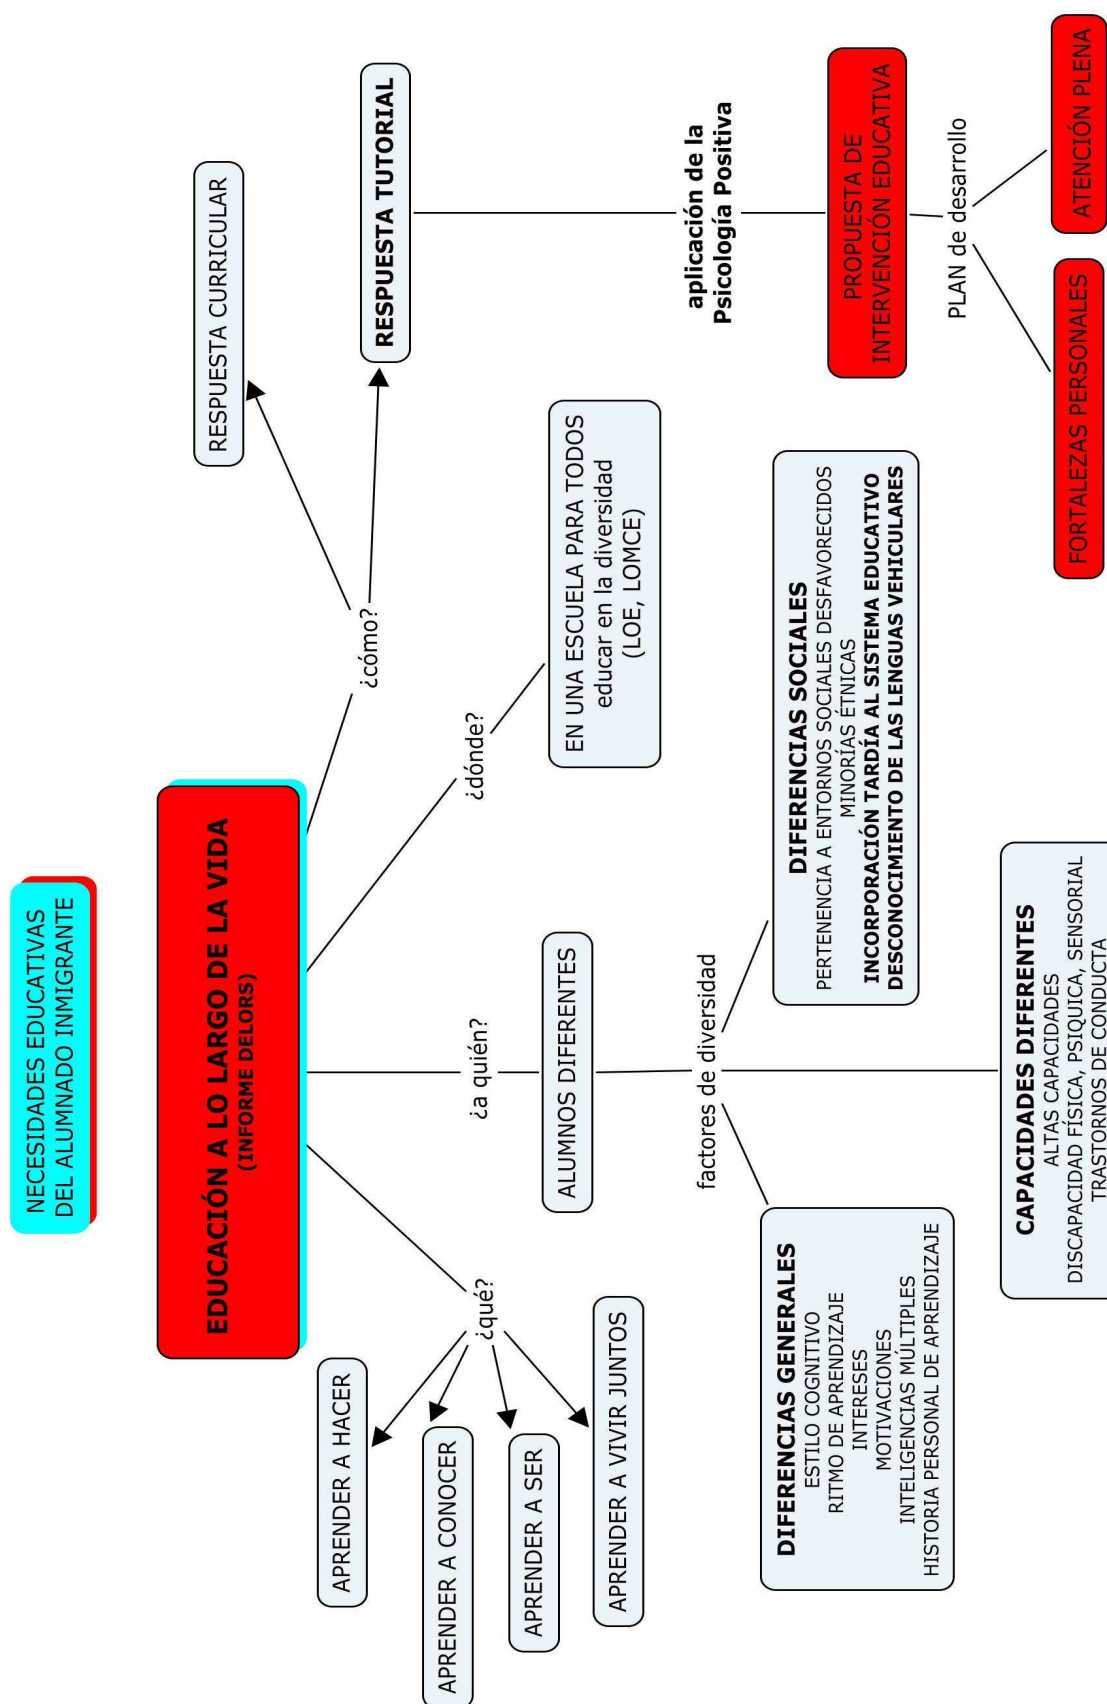 NECESIDADES EDUCATIVAS
DEL ALUMNADO INMIGRANTE
EDUCACIÓN A LO LARGO DE LA VIDA
(INFORME DELORS)
¿qué?
APRENDER A HACER
APRENDER A CONOCER
APRENDER A SER
APRENDER A VIVIR JUNTOS
¿a quién?
ALUMNOS DIFERENTES
factores de diversidad
DIFERENCIAS GENERALES
ESTILO COGNITIVO
RITMO DE APRENDIZAJE
INTERESES
MOTIVACIONES
INTELIGENCIAS MÚLTIPLES
HISTORIA PERSONAL DE APRENDIZAJE
CAPACIDADES DIFERENTES
ALTAS CAPACIDADES
DISCAPACIDAD FÍSICA, PSIQUICA, SENSORIAL
TRASTORNOS DE CONDUCTA
DIFERENCIAS SOCIALES
PERTENENCIA A ENTORNOS SOCIALES DESFAVORECIDOS
MINORÍAS ÉTNICAS
INCORPORACIÓN TARDÍA AL SISTEMA EDUCATIVO
DESCONOCIMIENTO DE LAS LENGUAS VEHICULARES
¿dónde?
EN UNA ESCUELA PARA TODOS
educar en la diversidad
(LOE, LOMCE)
¿cómo?
RESPUESTA CURRICULAR
RESPUESTA TUTORIAL
aplicación de la
Psicología Positiva
PROPUESTA DE
INTERVENCIÓN EDUCATIVA
PLAN de desarrollo
FORTALEZAS PERSONALES
ATENCIÓN PLENA